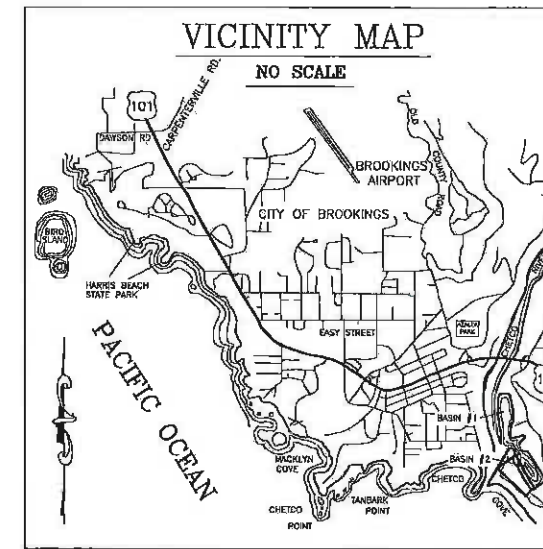 VICINITY MAP
NO SCALE
101
CARPENTERVILLE RD.
DAWSON RD
OLD
COUNTY
ROAD
BROOKINGS
AIRPORT
CITY OF BROOKINGS
BIRD
ISLAND
HARRIS BEACH
STATE PARK
EASY STREET
AZALEA
PARK
CHETCO
PACIFIC OCEAN
BASIN #1
BASIN #2
MACKLYN
COVE
CHETCO
COVE
CHETCO
POINT
TANBARK
POINT